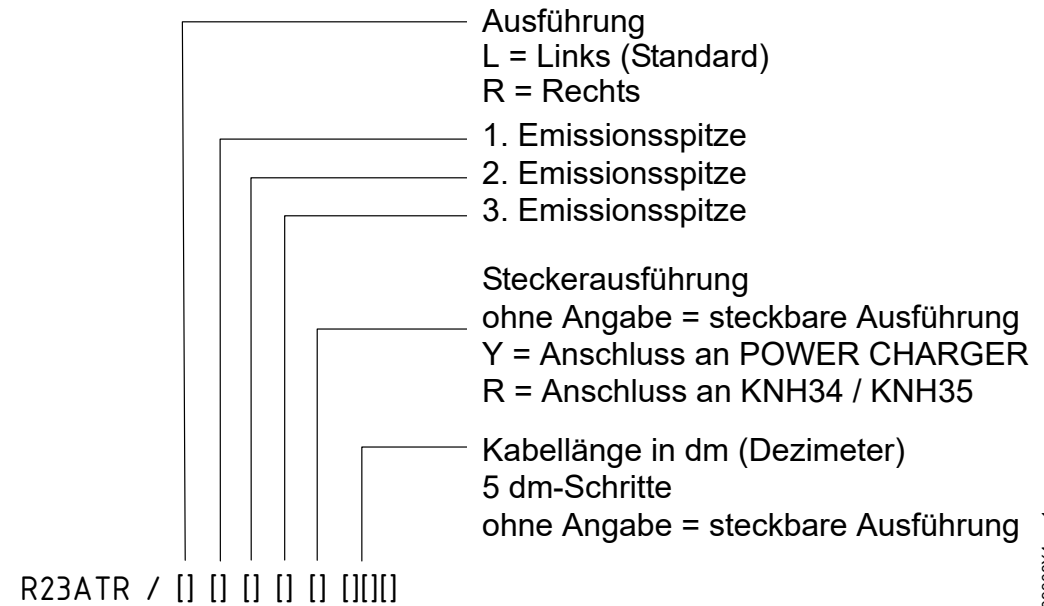 Ausführung
L = Links (Standard)
R = Rechts
1. Emissionsspitze
2. Emissionsspitze
3. Emissionsspitze
Steckerausführung
ohne Angabe = steckbare Ausführung
Y = Anschluss an POWER CHARGER
R = Anschluss an KNH34 / KNH35
Kabellänge in dm (Dezimeter)
5 dm-Schritte
ohne Angabe = steckbare Ausführung
R23ATR / [] [] [] [] [] [][][]